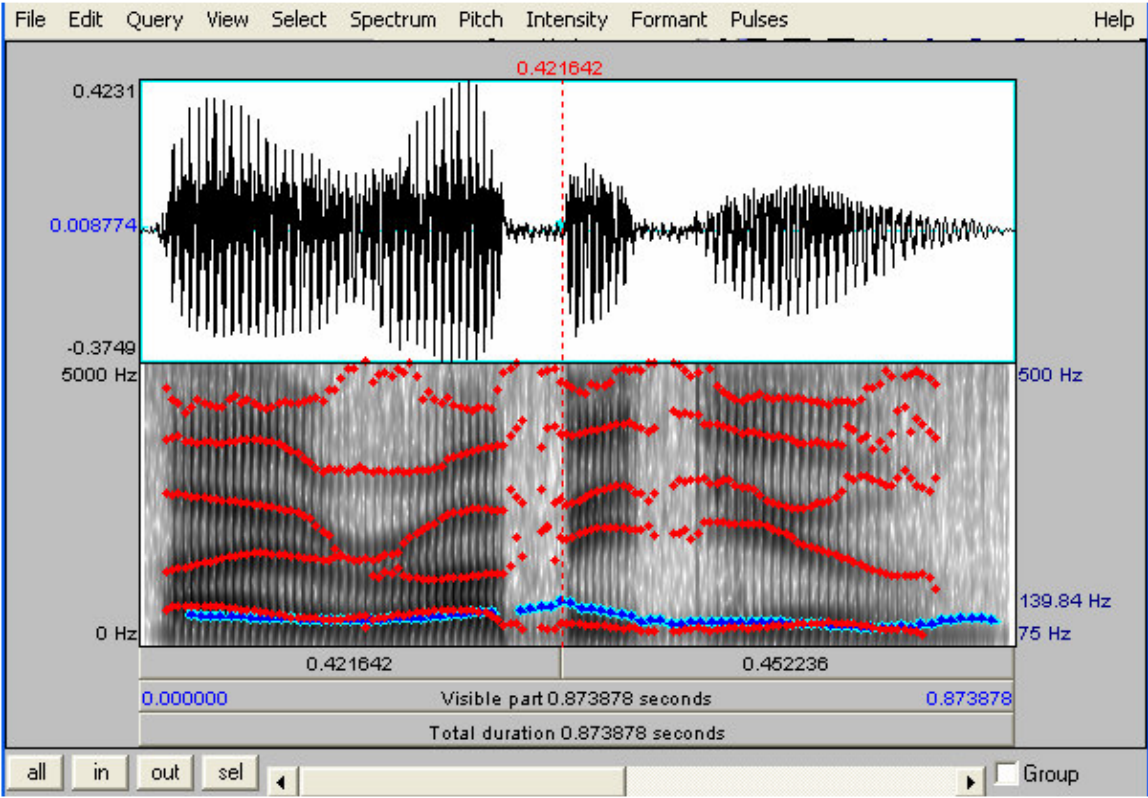 File Edit Query View Select Spectrum Pitch Intensity Formant Pulses Help
0.421642
0.4231
0.008774
-0.3749
5000 Hz 500 Hz
139.84 Hz
0 Hz 75 Hz
0.421642 0.452236
0.000000 Visible part 0.873878 seconds 0.873878
Total duration 0.873878 seconds
all in out sel Group